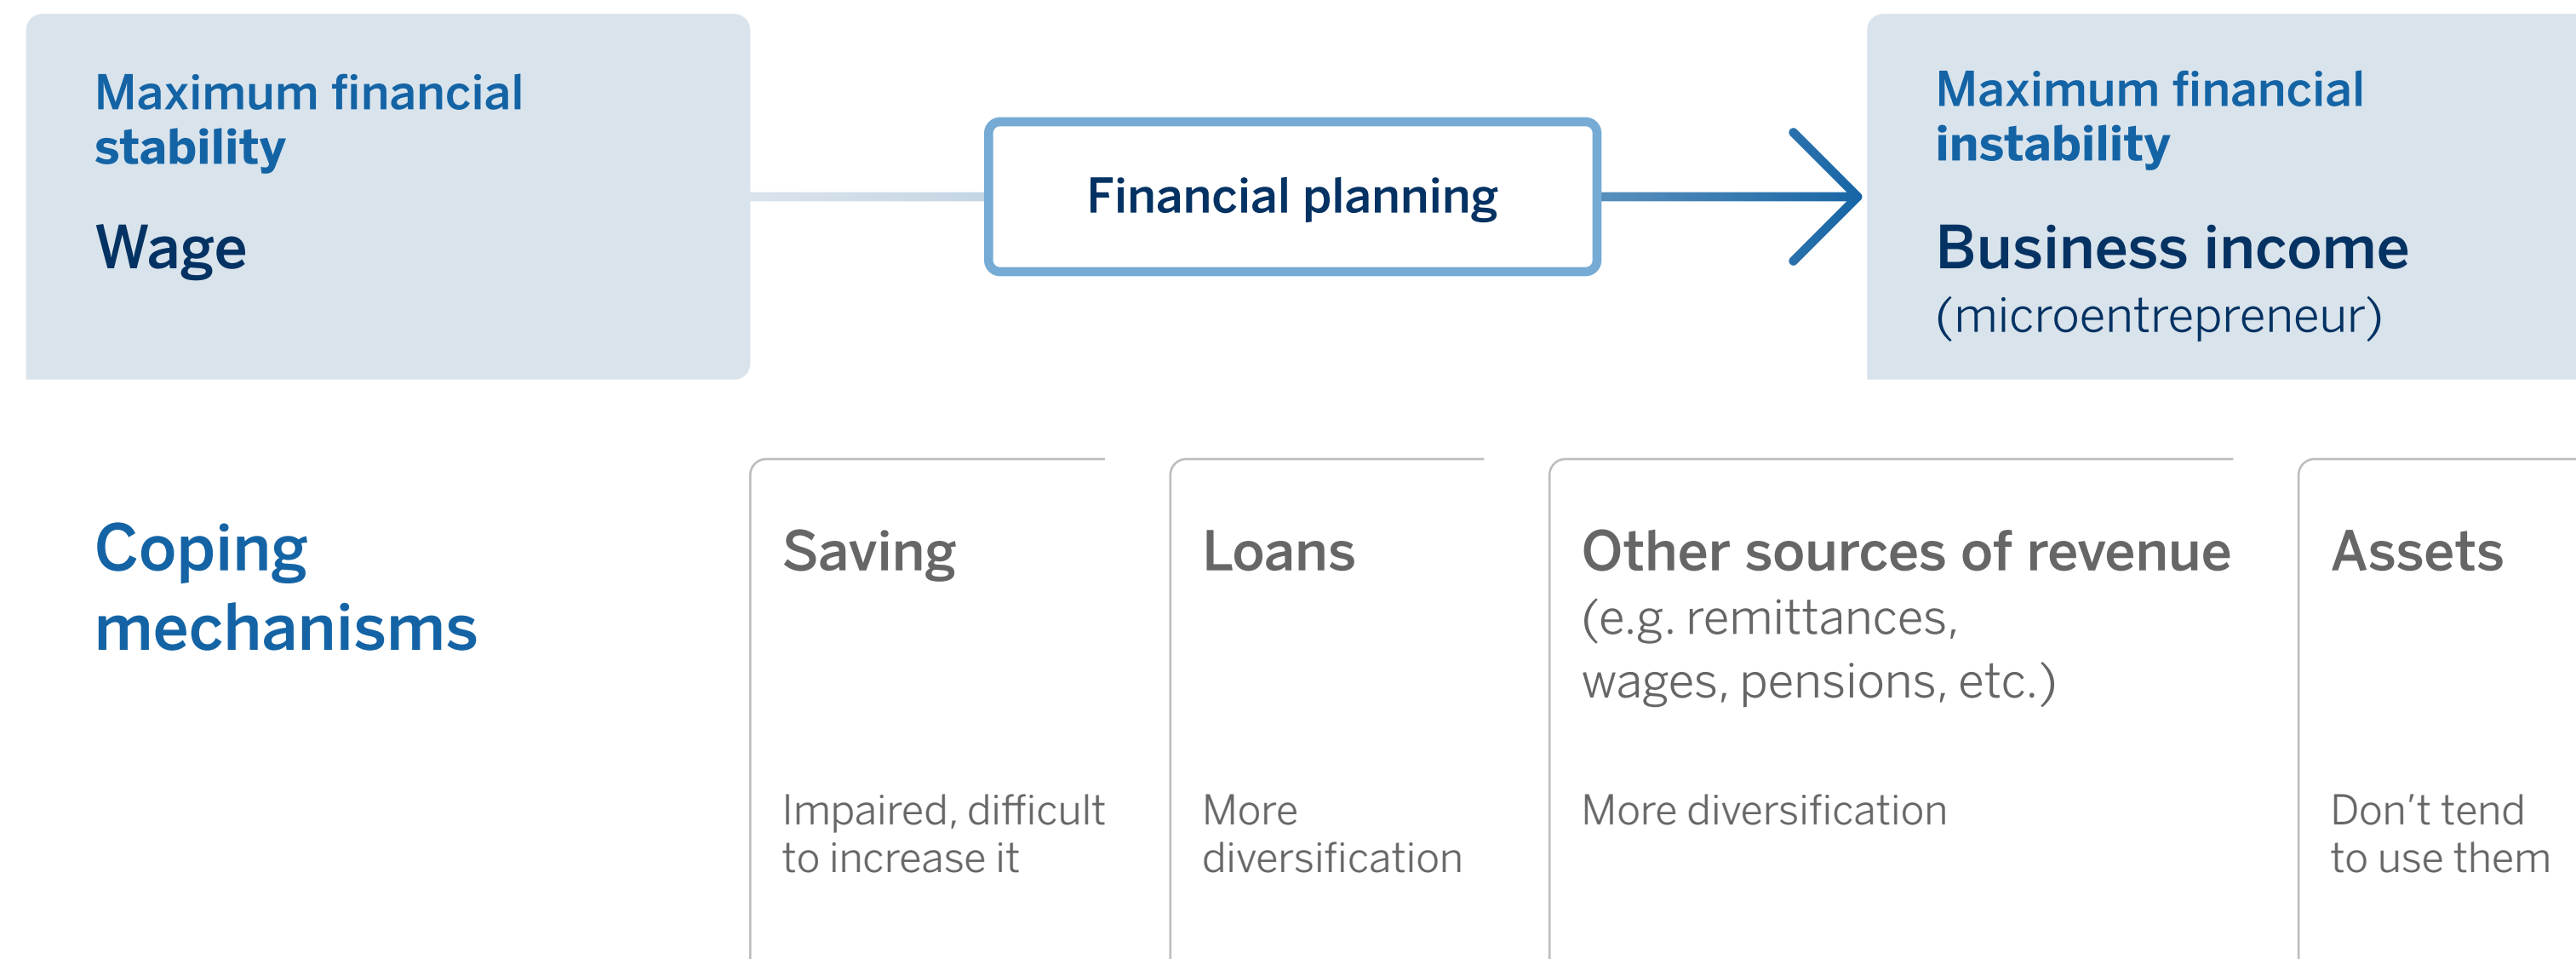 Maximum financial
stability
Wage
Financial planning
Maximum financial
instability
Business income
(microentrepreneur)
Coping
mechanisms
Saving
Impaired, difficult
to increase it
Loans
More
diversification
Other sources of revenue
(e.g. remittances,
wages, pensions, etc.)
More diversification
Assets
Don’t tend
to use them